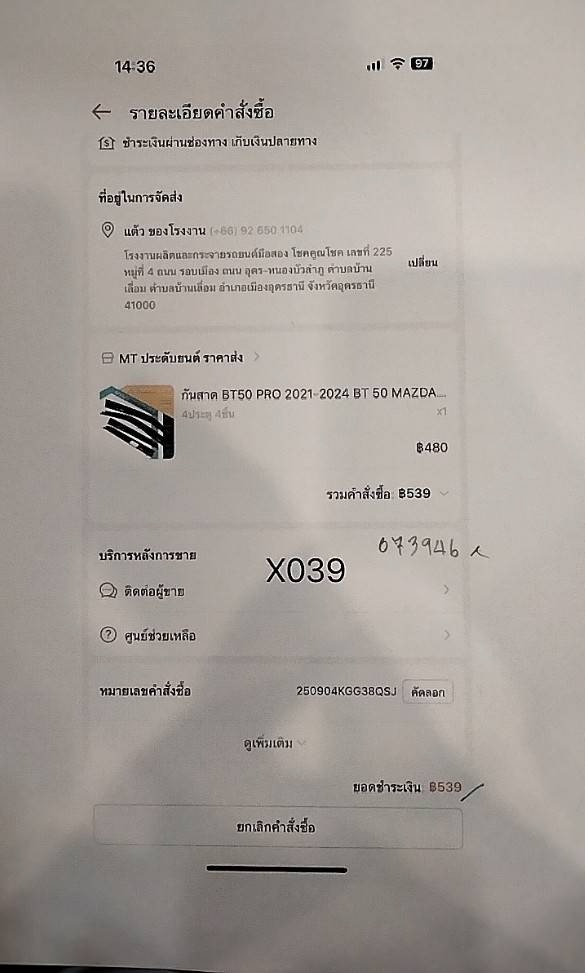 14:36
97
← รายละเอียดคำสั่งซื้อ
ชำระเงินผ่านช่องทาง เก็บเงินปลายทาง
ที่อยู่ในการจัดส่ง
แต้ว ของโรงงาน (+66) 92 650 1104
โรงงานผลิตและกระจายรถยนต์มือสอง โชคคูณโชค เลขที่ 225
หมู่ที่ 4 ถนน รอบเมือง ถนน อุดร-หนองบัวลำภู ตำบลบ้าน
เลื่อม ตำบลบ้านเลื่อม อำเภอเมืองอุดรธานี จังหวัดอุดรธานี
41000
เปลี่ยน
MT ประดับยนต์ ราคาส่ง >
กันสาด BT50 PRO 2021-2024 BT 50 MAZDA...
4ประตู 4ชิ้น x1
฿480
รวมคำสั่งซื้อ: ฿539
บริการหลังการขาย
073946
X039
ติดต่อผู้ขาย
ศูนย์ช่วยเหลือ
หมายเลขคำสั่งซื้อ 250904KGG38QSJ คัดลอก
ดูเพิ่มเติม
ยอดชำระเงิน: ฿539
ยกเลิกคำสั่งซื้อ